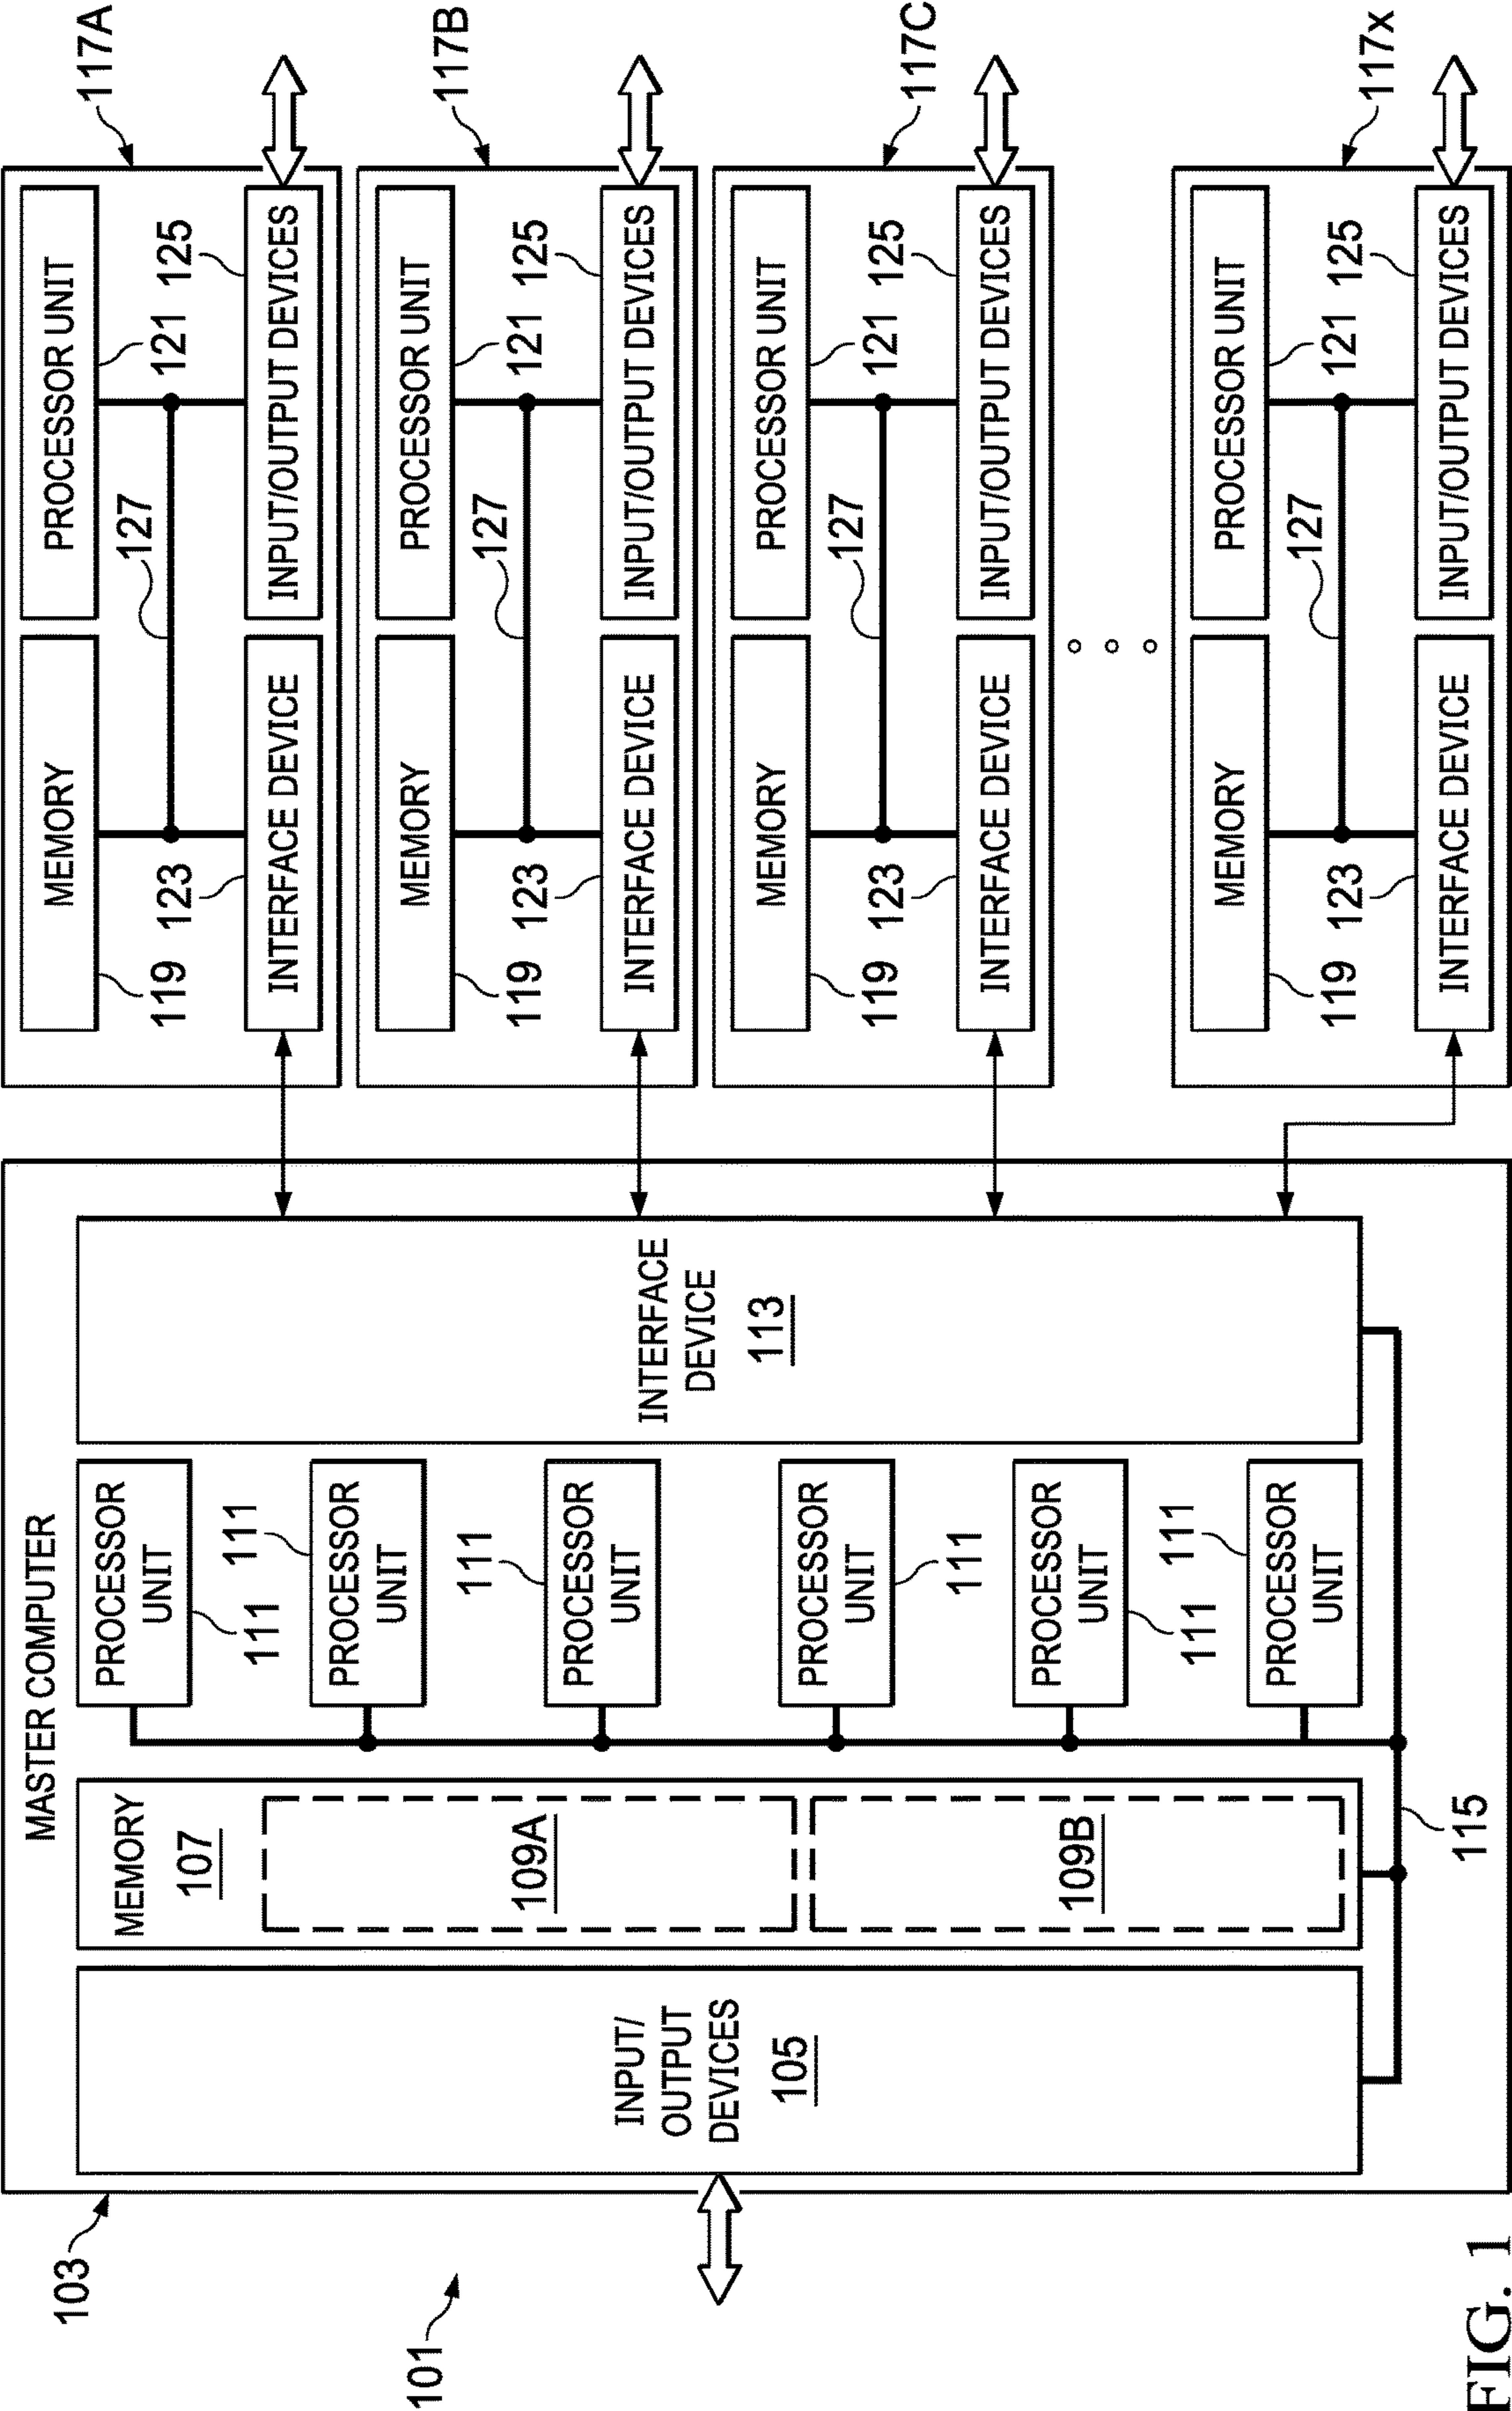 101
103
MASTER COMPUTER
INPUT/
OUTPUT
DEVICES
105
MEMORY
107
109A
109B
PROCESSOR
UNIT
111
PROCESSOR
UNIT
111
PROCESSOR
UNIT
111
PROCESSOR
UNIT
111
PROCESSOR
UNIT
111
PROCESSOR
UNIT
111
INTERFACE
DEVICE
113
115
117A
MEMORY
PROCESSOR UNIT
119
127
121
123
125
INTERFACE DEVICE
INPUT/OUTPUT DEVICES
117B
MEMORY
PROCESSOR UNIT
119
127
121
123
125
INTERFACE DEVICE
INPUT/OUTPUT DEVICES
117C
MEMORY
PROCESSOR UNIT
119
127
121
123
125
INTERFACE DEVICE
INPUT/OUTPUT DEVICES
117x
MEMORY
PROCESSOR UNIT
119
127
121
123
125
INTERFACE DEVICE
INPUT/OUTPUT DEVICES
FIG. 1